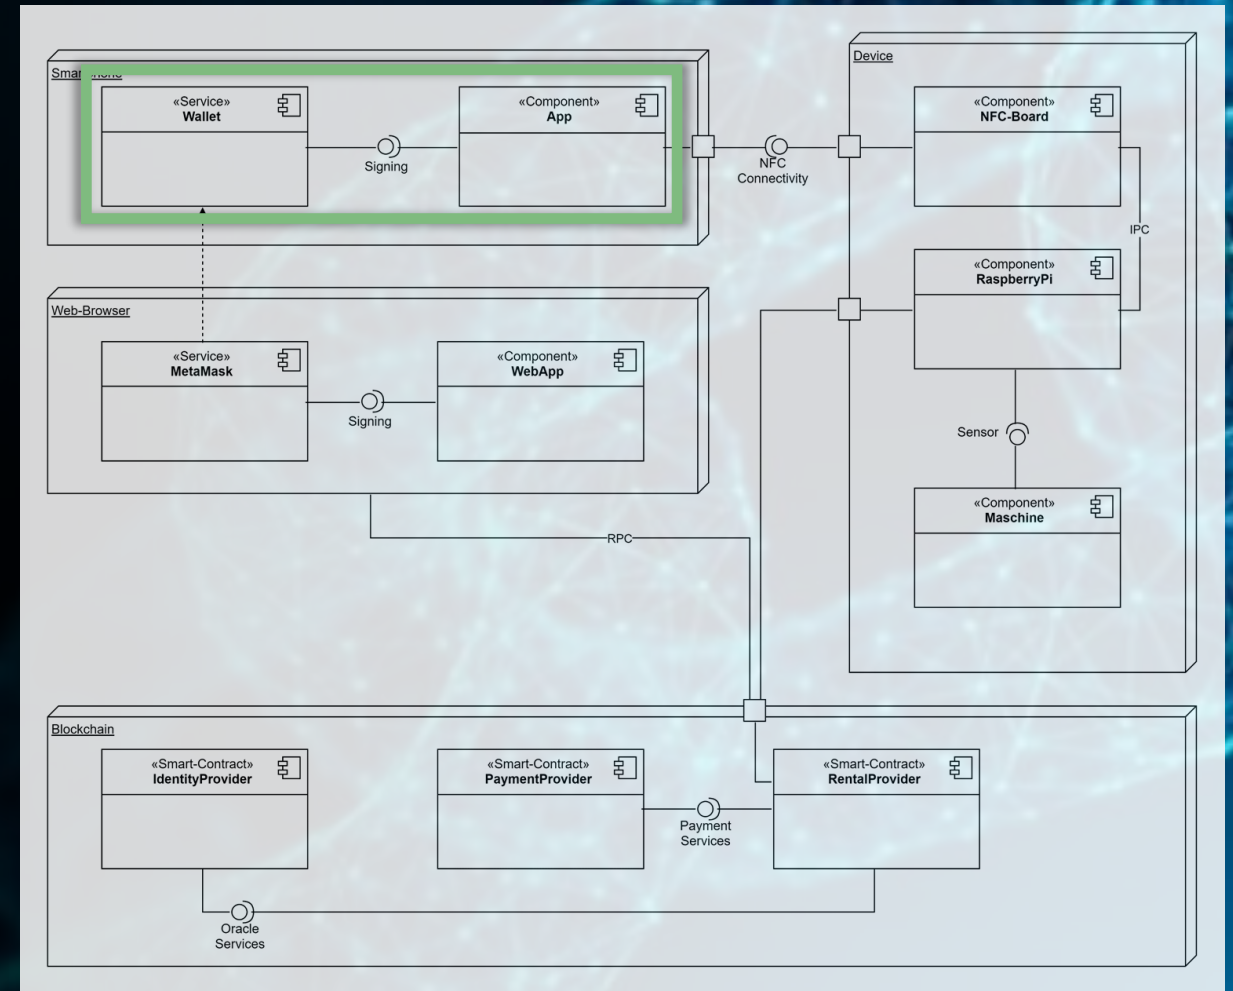 Smartphone
«Service»
Wallet
Signing
«Component»
App
NFC
Connectivity
Device
«Component»
NFC-Board
IPC
«Component»
RaspberryPi
Sensor
«Component»
Maschine
Web-Browser
«Service»
MetaMask
Signing
«Component»
WebApp
RPC
Blockchain
«Smart-Contract»
IdentityProvider
«Smart-Contract»
PaymentProvider
Payment
Services
«Smart-Contract»
RentalProvider
Oracle
Services